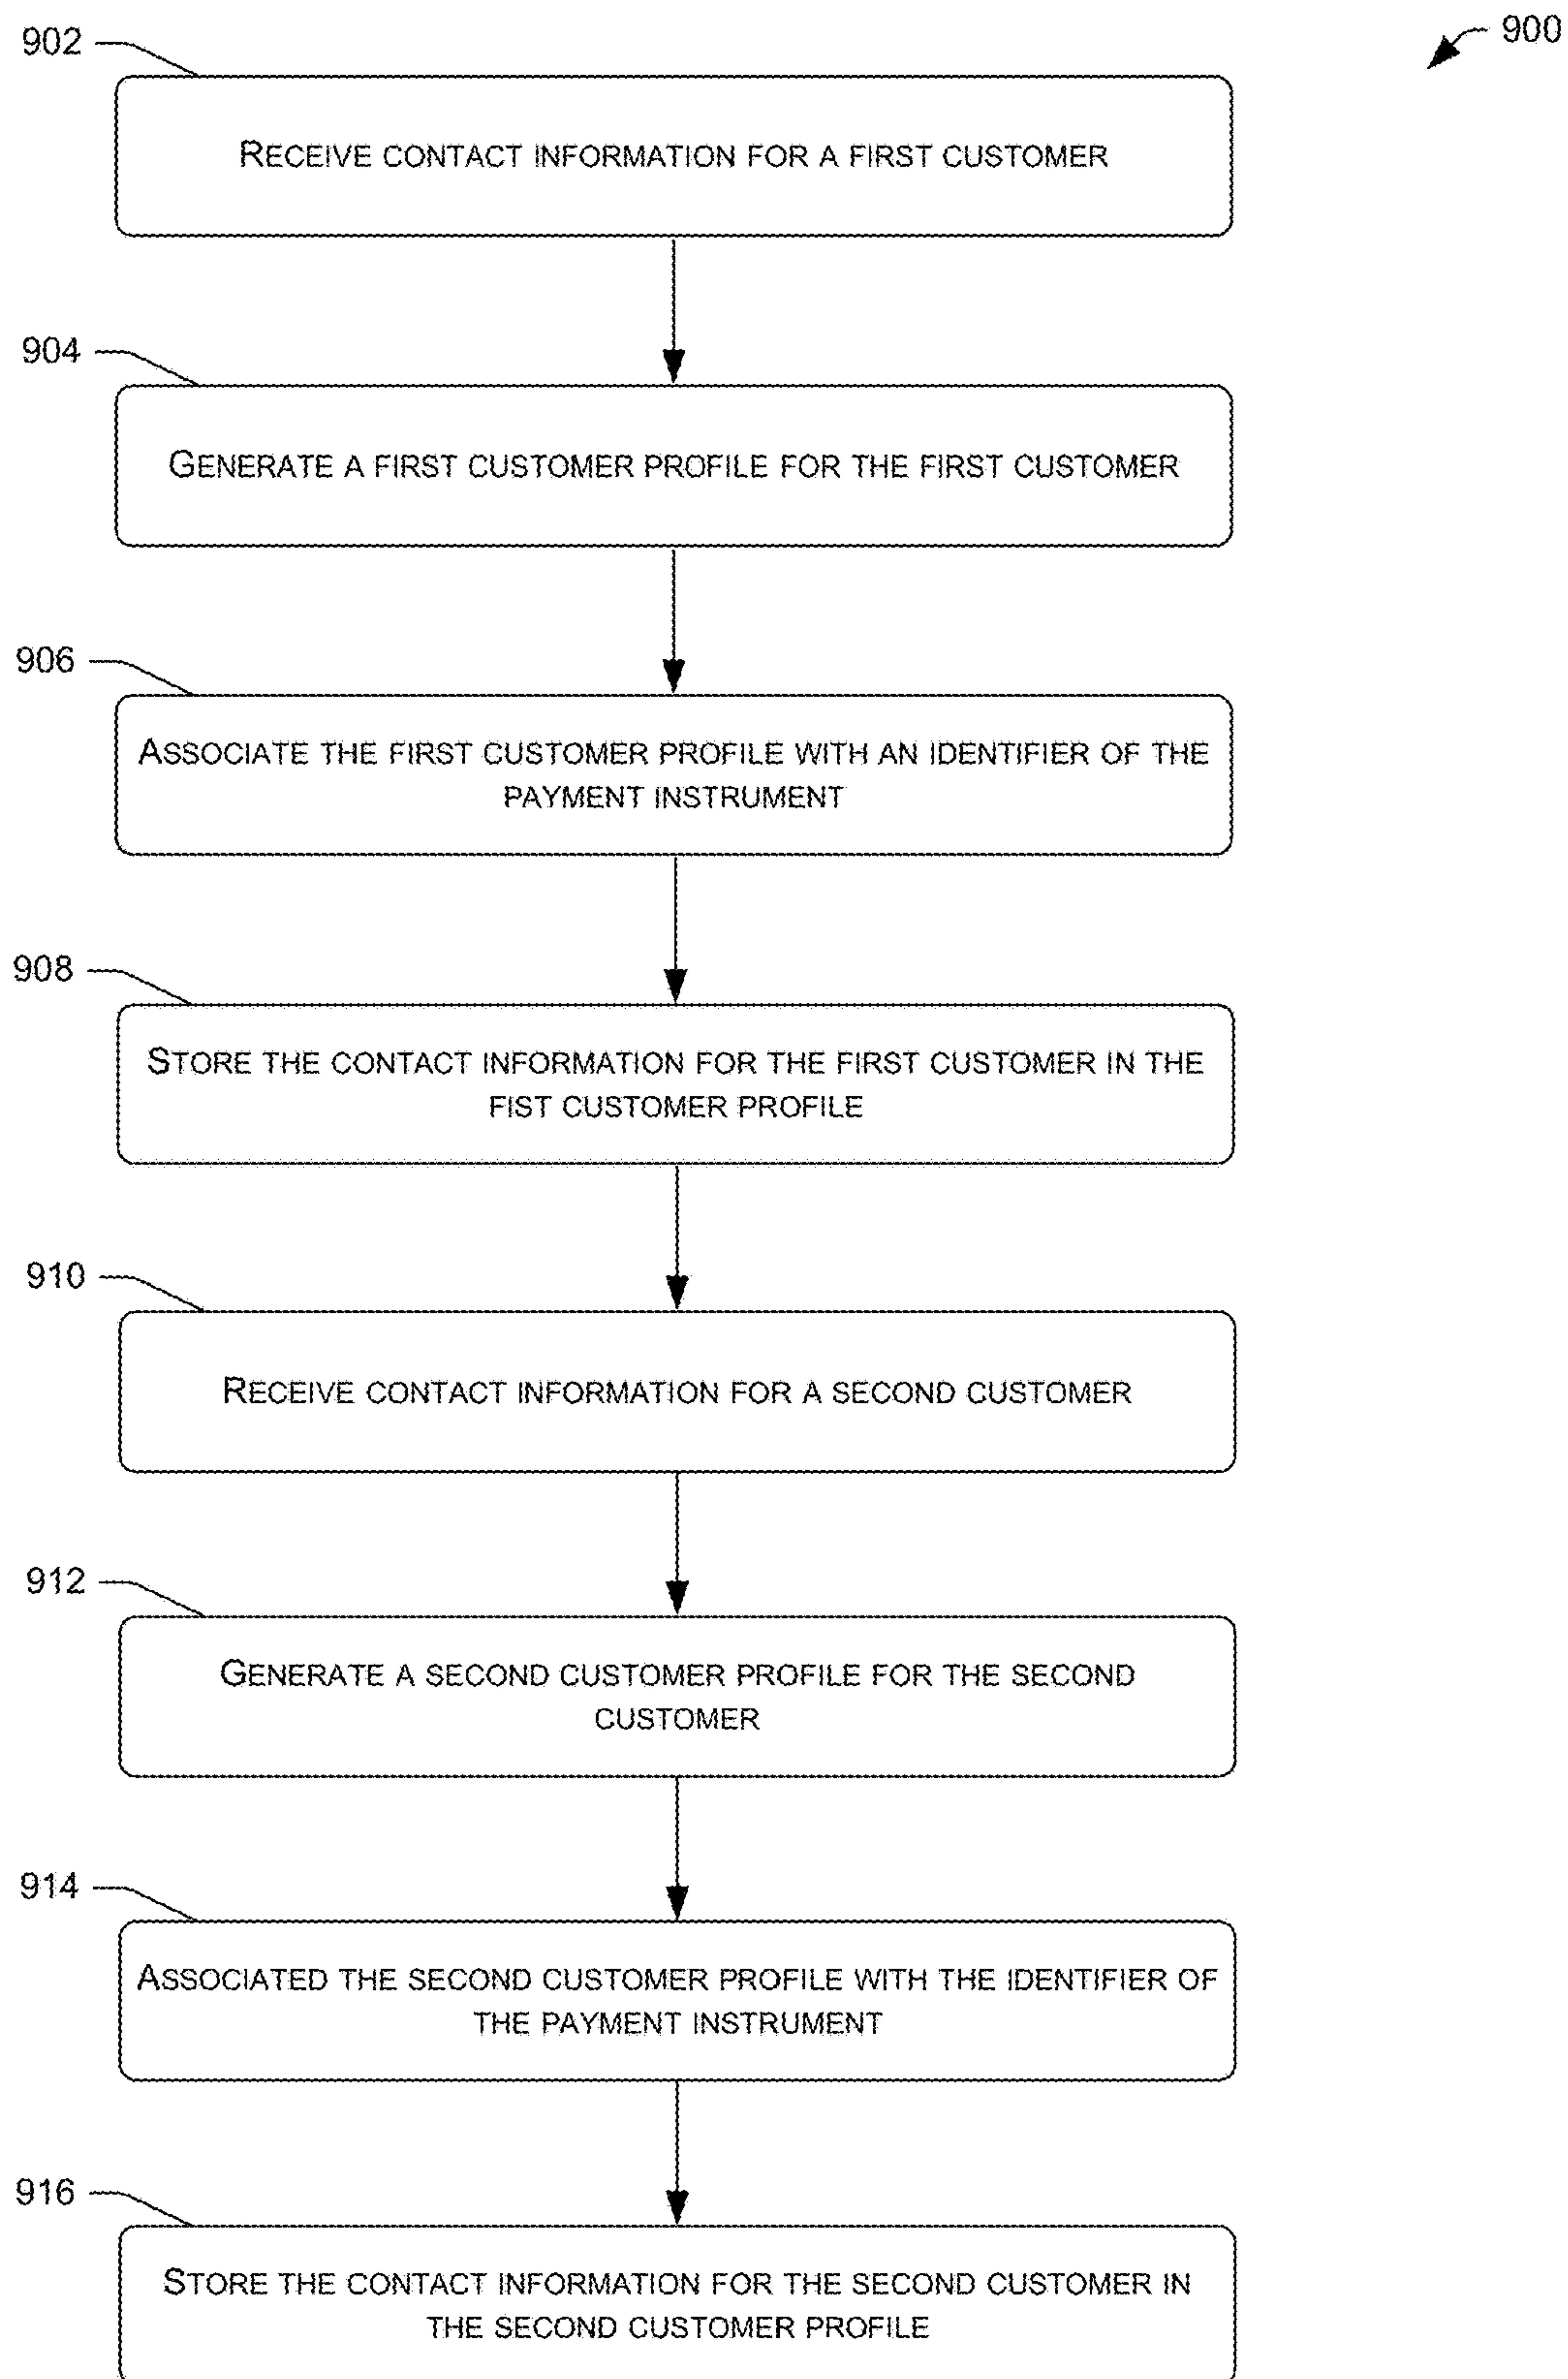 900
902
RECEIVE CONTACT INFORMATION FOR A FIRST CUSTOMER
904
GENERATE A FIRST CUSTOMER PROFILE FOR THE FIRST CUSTOMER
906
ASSOCIATE THE FIRST CUSTOMER PROFILE WITH AN IDENTIFIER OF THE
PAYMENT INSTRUMENT
908
STORE THE CONTACT INFORMATION FOR THE FIRST CUSTOMER IN THE
FIST CUSTOMER PROFILE
910
RECEIVE CONTACT INFORMATION FOR A SECOND CUSTOMER
912
GENERATE A SECOND CUSTOMER PROFILE FOR THE SECOND
CUSTOMER
914
ASSOCIATED THE SECOND CUSTOMER PROFILE WITH THE IDENTIFIER OF
THE PAYMENT INSTRUMENT
916
STORE THE CONTACT INFORMATION FOR THE SECOND CUSTOMER IN
THE SECOND CUSTOMER PROFILE